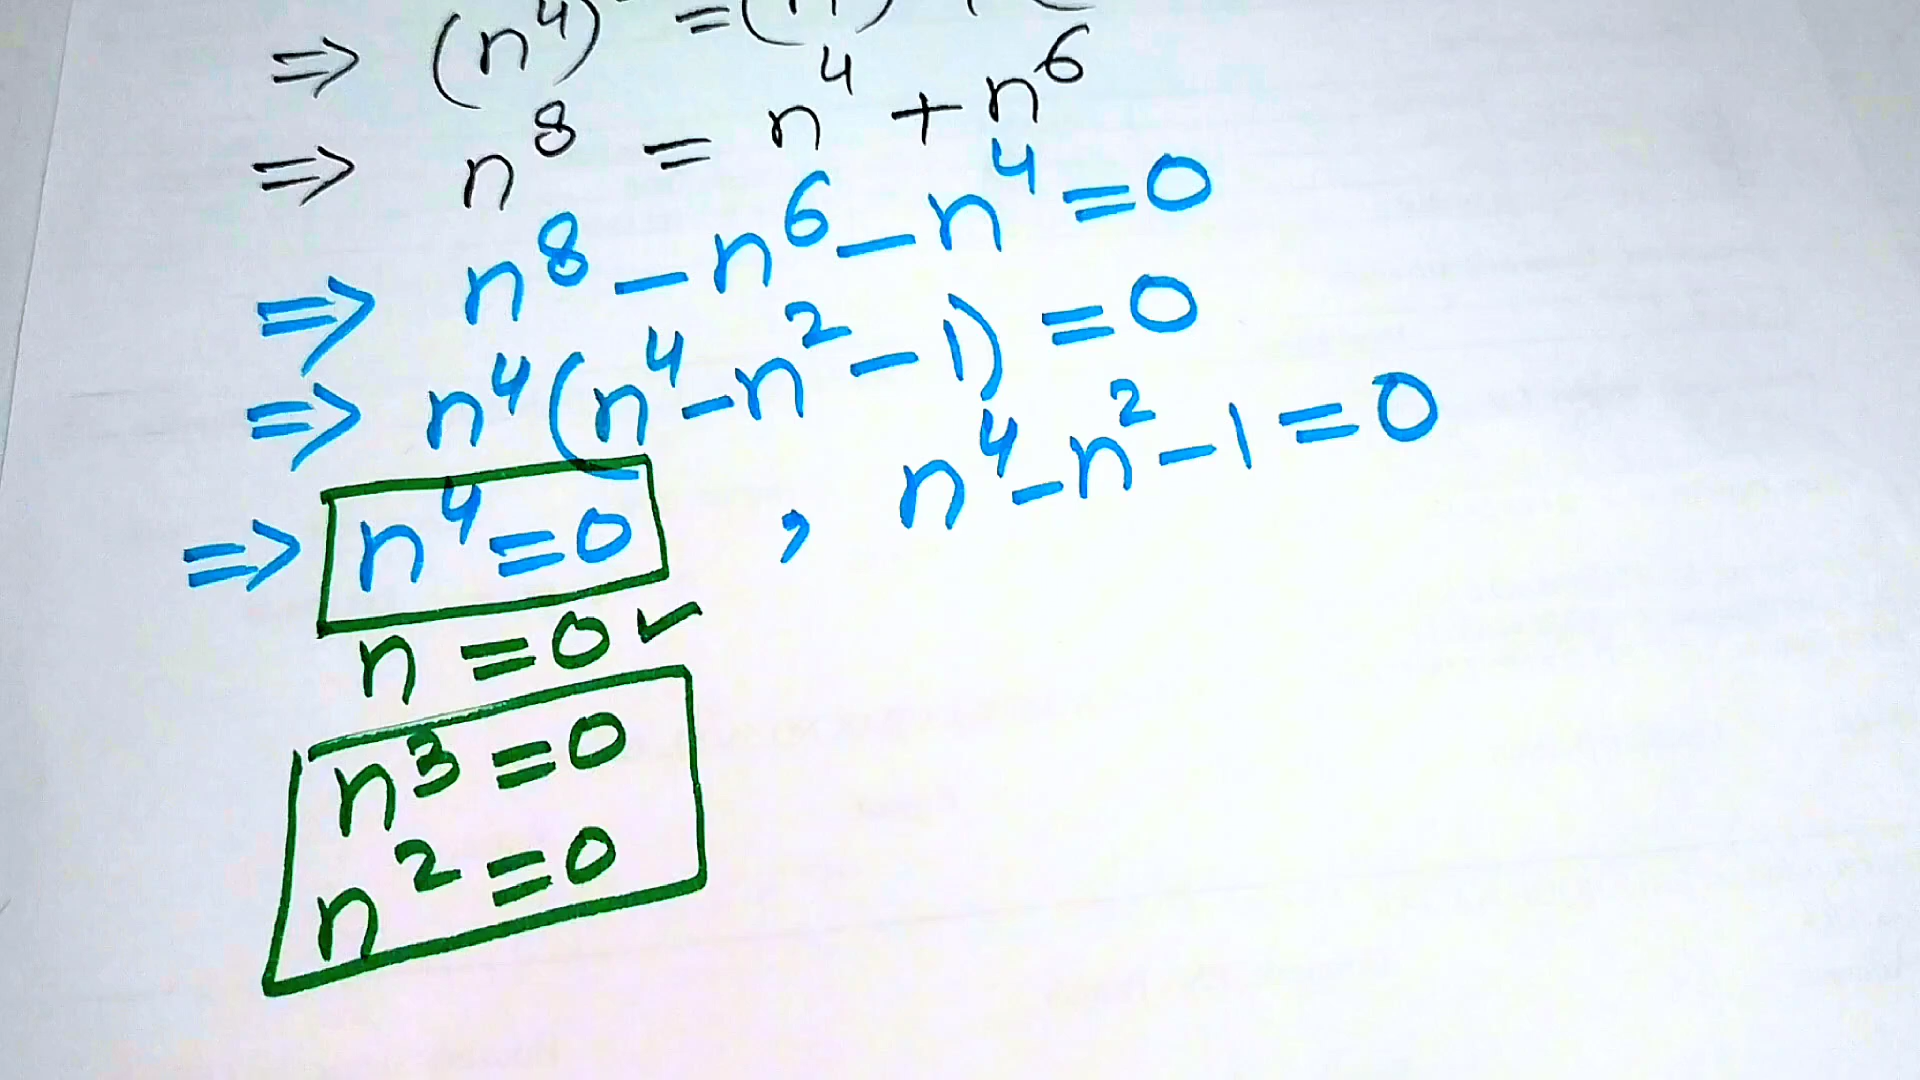 ⇒ (n⁴) = (n
⇒ n⁸ = n⁴ + n⁶
⇒ n⁸ - n⁶ - n⁴ = 0
⇒ n⁴(n⁴ - n² - 1) = 0
⇒ n⁴ = 0 , n⁴ - n² - 1 = 0
n = 0 ✓
n³ = 0
n² = 0